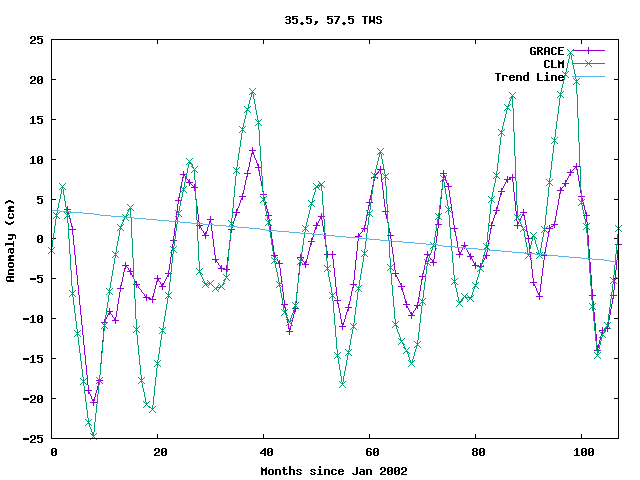 35.5, 57.5 TWS
GRACE
CLM
Trend Line
25
20
15
10
5
0
-5
-10
-15
-20
-25
Anomaly (cm)
0 20 40 60 80 100
Months since Jan 2002